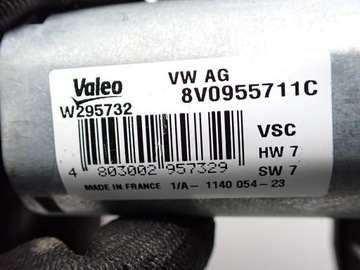 Valeo
VW AG
W295732
8V0955711C
VSC
HW 7
SW 7
4 803002 957329
MADE IN FRANCE 1/A- 1140 054-23